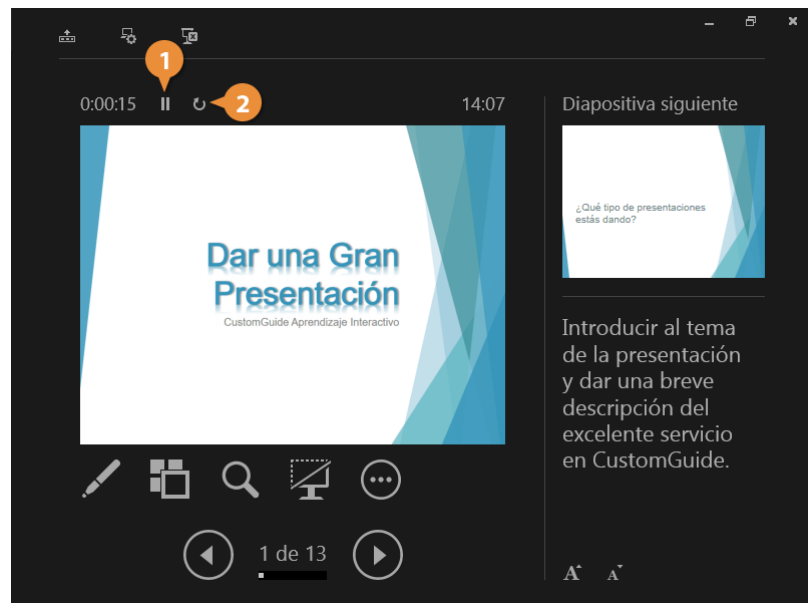 1
0:00:15
2
14:07
Diapositiva siguiente
Dar una Gran
Presentación
CustomGuide Aprendizaje Interactivo
¿Qué tipo de presentaciones
estás dando?
Introducir al tema
de la presentación
y dar una breve
descripción del
excelente servicio
en CustomGuide.
1 de 13
A A